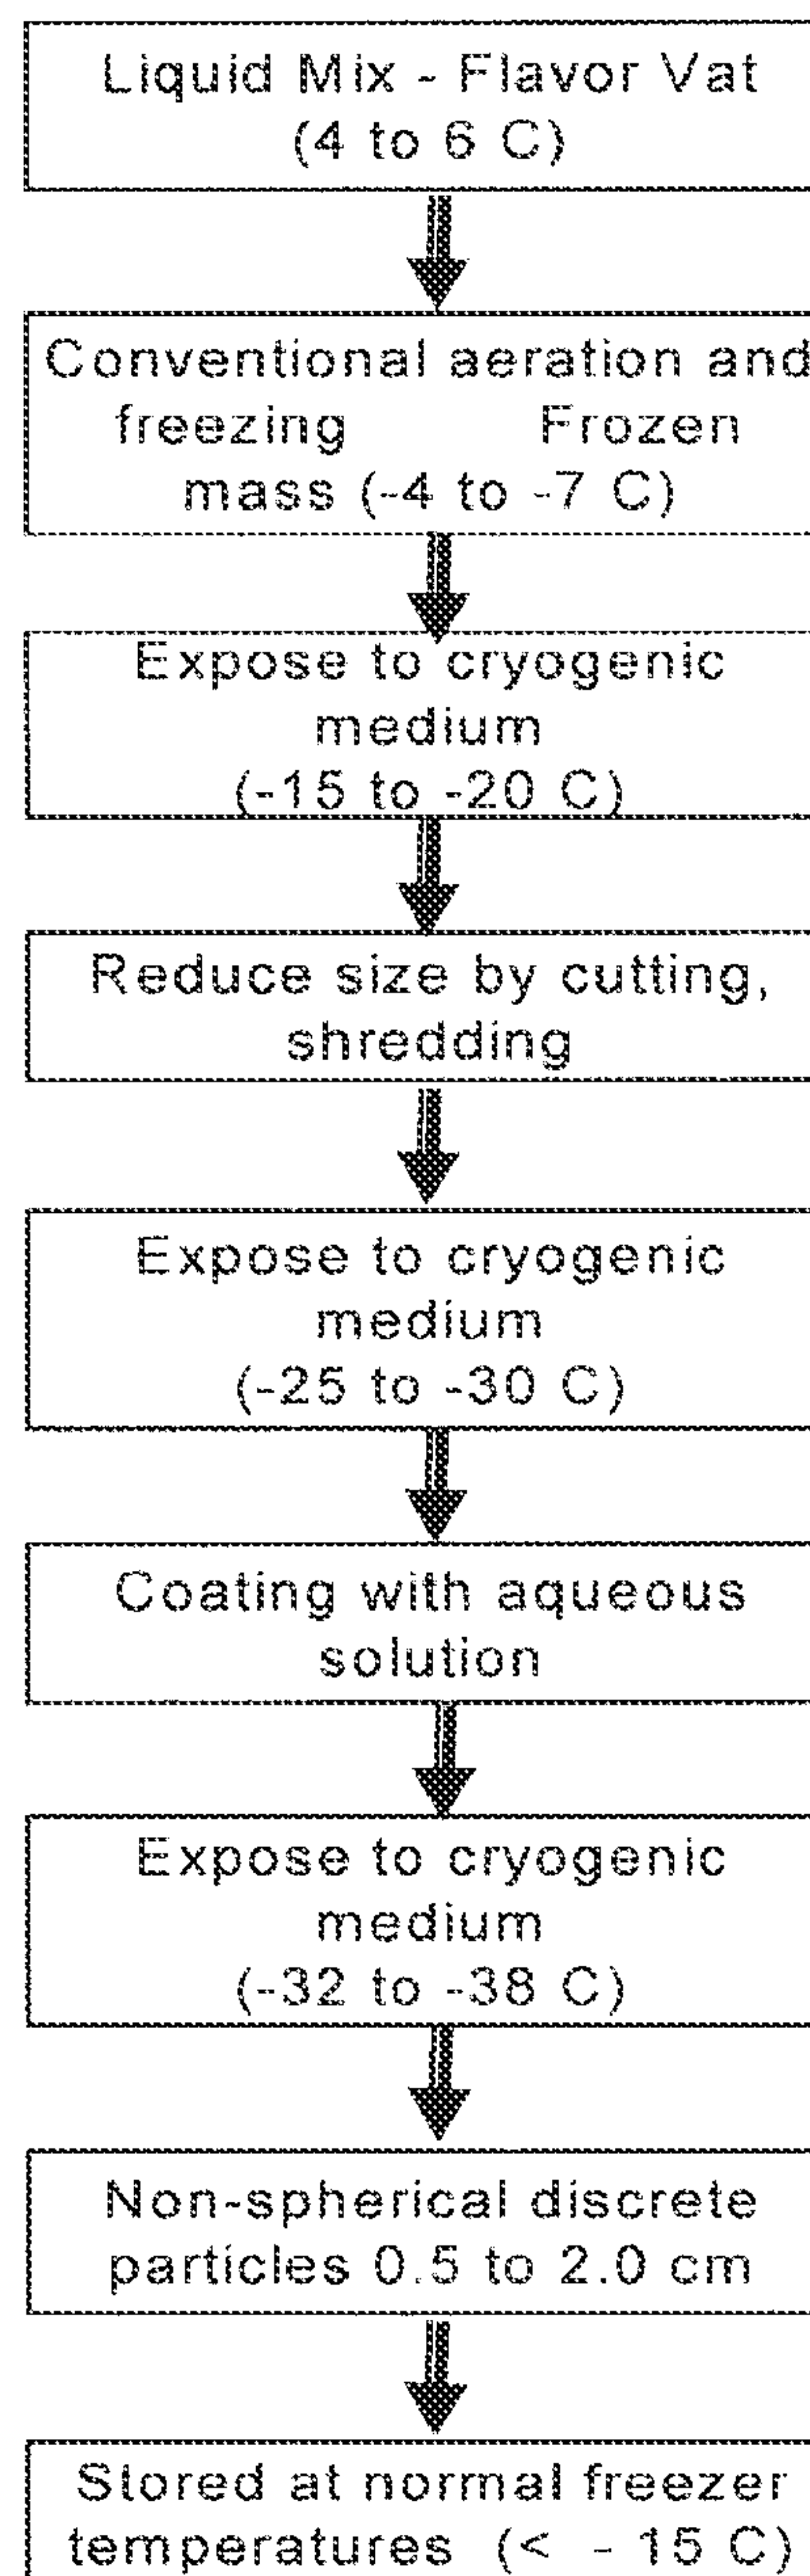 Liquid Mix - Flavor Vat
(4 to 6 C)
Conventional aeration and
freezing Frozen
mass (-4 to -7 C)
Expose to cryogenic
medium
(-15 to -20 C)
Reduce size by cutting,
shredding
Expose to cryogenic
medium
(-25 to -30 C)
Coating with aqueous
solution
Expose to cryogenic
medium
(-32 to -38 C)
Non-spherical discrete
particles 0.5 to 2.0 cm
Stored at normal freezer
temperatures (< - 15 C)